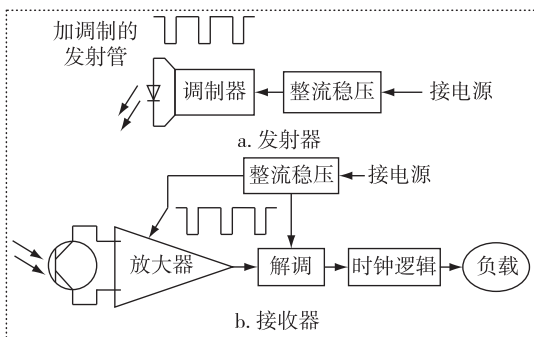 加调制的
发射管
调制器
整流稳压
接电源
a. 发射器
整流稳压
接电源
放大器
解调
时钟逻辑
负载
b. 接收器